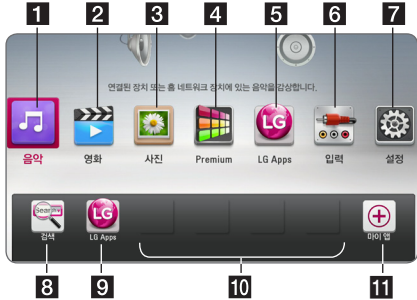 1 2 3 4 5 6 7
연결된 장치 또는 홈 네트워크 장치에 있는 음악을 감상합니다.
LG
음악 영화 사진 Premium LG Apps 입력 설정
Search LG
검색 LG Apps 마이 앱
8 9 10 11